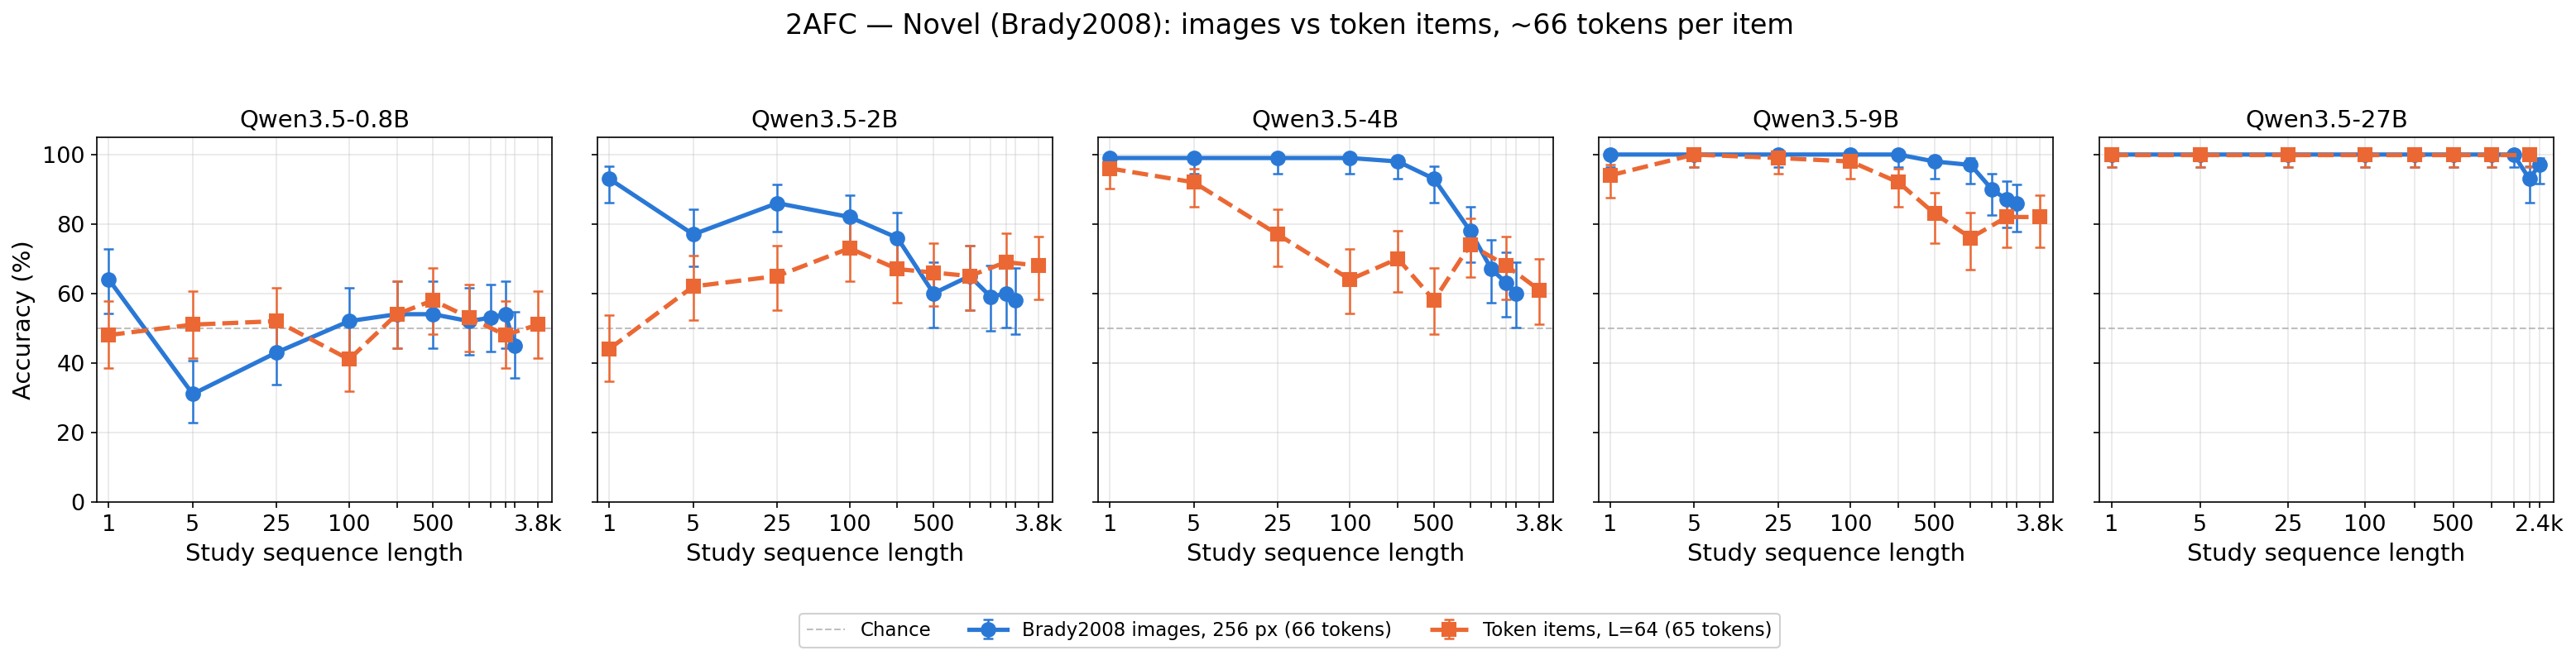 2AFC — Novel (Brady2008): images vs token items, ~66 tokens per item
Qwen3.5-0.8B
Qwen3.5-2B
Qwen3.5-4B
Qwen3.5-9B
Qwen3.5-27B
Accuracy (%)
100
80
60
40
20
0
1 5 25 100 500 3.8k
1 5 25 100 500 3.8k
1 5 25 100 500 3.8k
1 5 25 100 500 3.8k
1 5 25 100 500 2.4k
Study sequence length
Study sequence length
Study sequence length
Study sequence length
Study sequence length
Chance
Brady2008 images, 256 px (66 tokens)
Token items, L=64 (65 tokens)